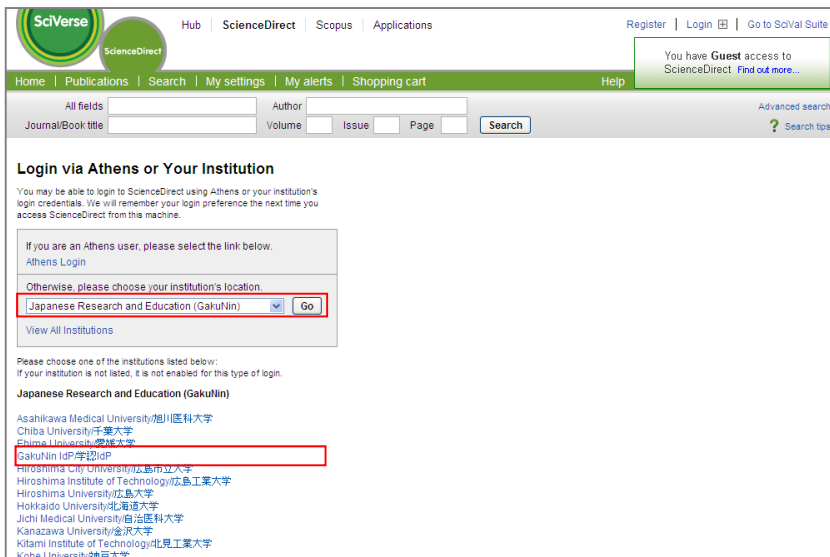 SciVerse
ScienceDirect
Hub ScienceDirect Scopus Applications
Register Login Go to SciVal Suite
You have Guest access to
ScienceDirect Find out more...
Home Publications Search My settings My alerts Shopping cart Help
All fields Author Advanced search
Journal/Book title Volume Issue Page Search ? Search tips
Login via Athens or Your Institution
You may be able to login to ScienceDirect using Athens or your institution's
login credentials. We will remember your login preference the next time you
access ScienceDirect from this machine.
If you are an Athens user, please select the link below.
Athens Login
Otherwise, please choose your institution's location.
Japanese Research and Education (GakuNin) Go
View All Institutions
Please choose one of the institutions listed below:
If your institution is not listed, it is not enabled for this type of login.
Japanese Research and Education (GakuNin)
Asahikawa Medical University/旭川医科大学
Chiba University/千葉大学
Ehime University/愛媛大学
GakuNin IdP/学認IdP
Hiroshima City University/広島市立大学
Hiroshima Institute of Technology/広島工業大学
Hiroshima University/広島大学
Hokkaido University/北海道大学
Jichi Medical University/自治医科大学
Kanazawa University/金沢大学
Kitami Institute of Technology/北見工業大学
Kobe University/神戸大学